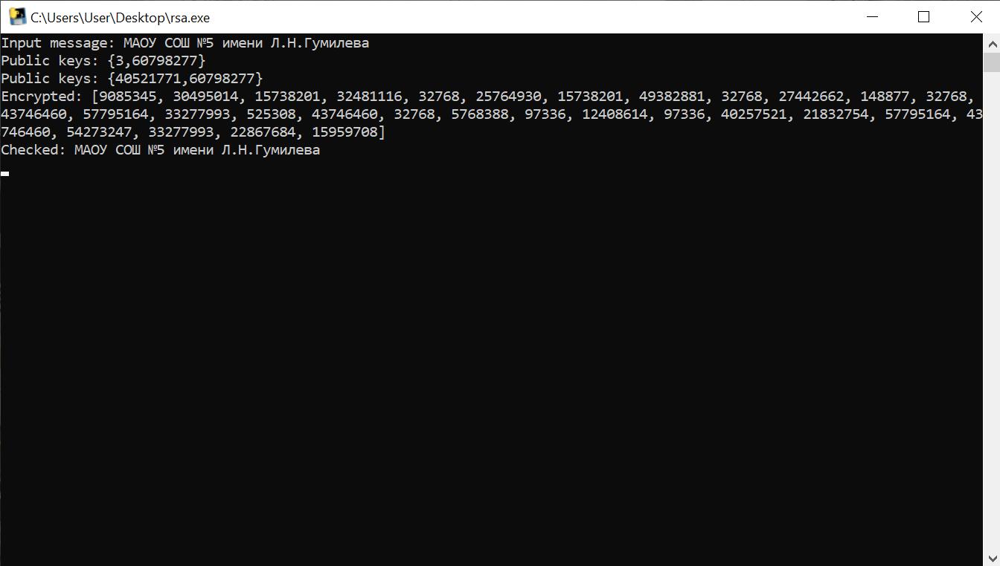 C:\Users\User\Desktop\rsa.exe
Input message: МАОУ СОШ №5 имени Л.Н.Гумилева
Public keys: {3,60798277}
Public keys: {40521771,60798277}
Encrypted: [9085345, 30495014, 15738201, 32481116, 32768, 25764930, 15738201, 49382881, 32768, 27442662, 148877, 32768,
43746460, 57795164, 33277993, 525308, 43746460, 32768, 5768388, 97336, 12408614, 97336, 40257521, 21832754, 57795164, 43
746460, 54273247, 33277993, 22867684, 15959708]
Checked: МАОУ СОШ №5 имени Л.Н.Гумилева